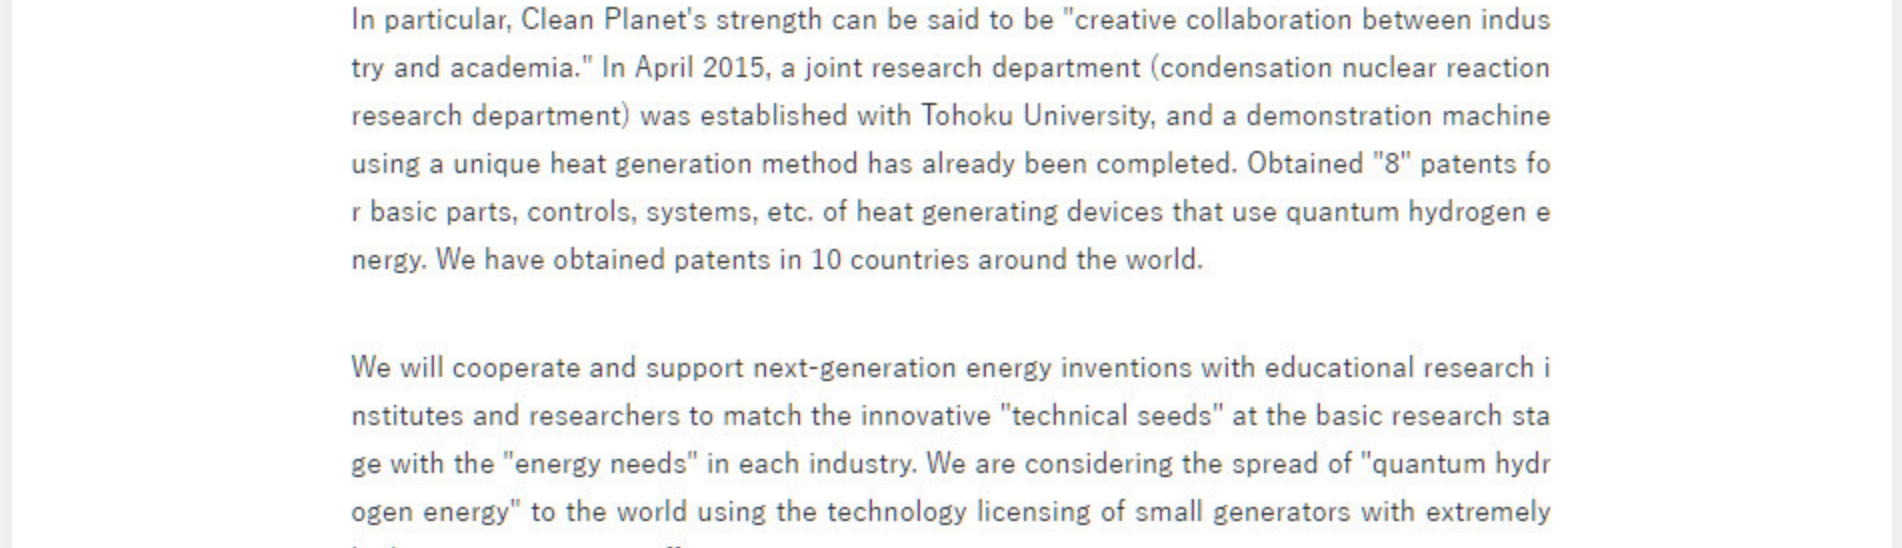 In particular, Clean Planet's strength can be said to be "creative collaboration between indus
try and academia." In April 2015, a joint research department (condensation nuclear reaction
research department) was established with Tohoku University, and a demonstration machine
using a unique heat generation method has already been completed. Obtained "8" patents fo
r basic parts, controls, systems, etc. of heat generating devices that use quantum hydrogen e
nergy. We have obtained patents in 10 countries around the world.
We will cooperate and support next-generation energy inventions with educational research i
nstitutes and researchers to match the innovative "technical seeds" at the basic research sta
ge with the "energy needs" in each industry. We are considering the spread of "quantum hydr
ogen energy" to the world using the technology licensing of small generators with extremely